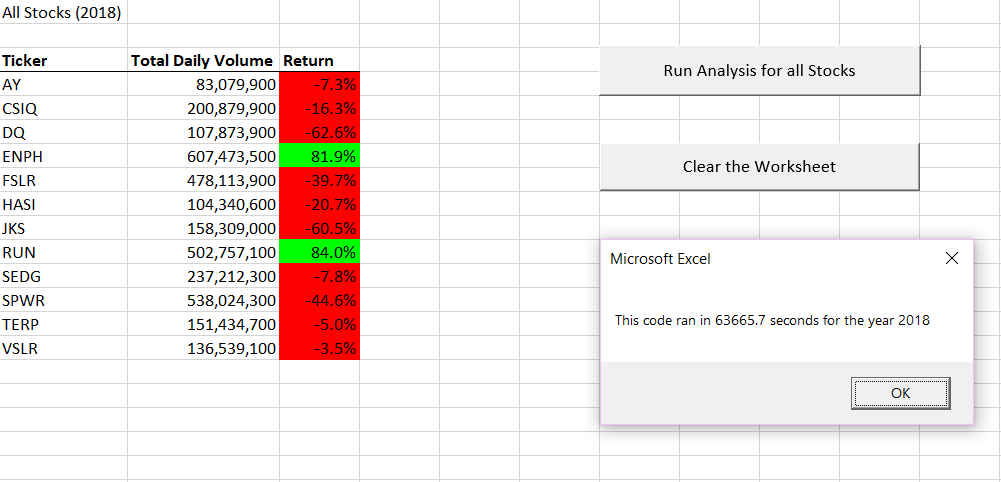 All Stocks (2018)
Ticker Total Daily Volume Return
AY 83,079,900 -7.3%
CSIQ 200,879,900 -16.3%
DQ 107,873,900 -62.6%
ENPH 607,473,500 81.9%
FSLR 478,113,900 -39.7%
HASI 104,340,600 -20.7%
JKS 158,309,000 -60.5%
RUN 502,757,100 84.0%
SEDG 237,212,300 -7.8%
SPWR 538,024,300 -44.6%
TERP 151,434,700 -5.0%
VSLR 136,539,100 -3.5%
Run Analysis for all Stocks
Clear the Worksheet
Microsoft Excel
This code ran in 63665.7 seconds for the year 2018
OK